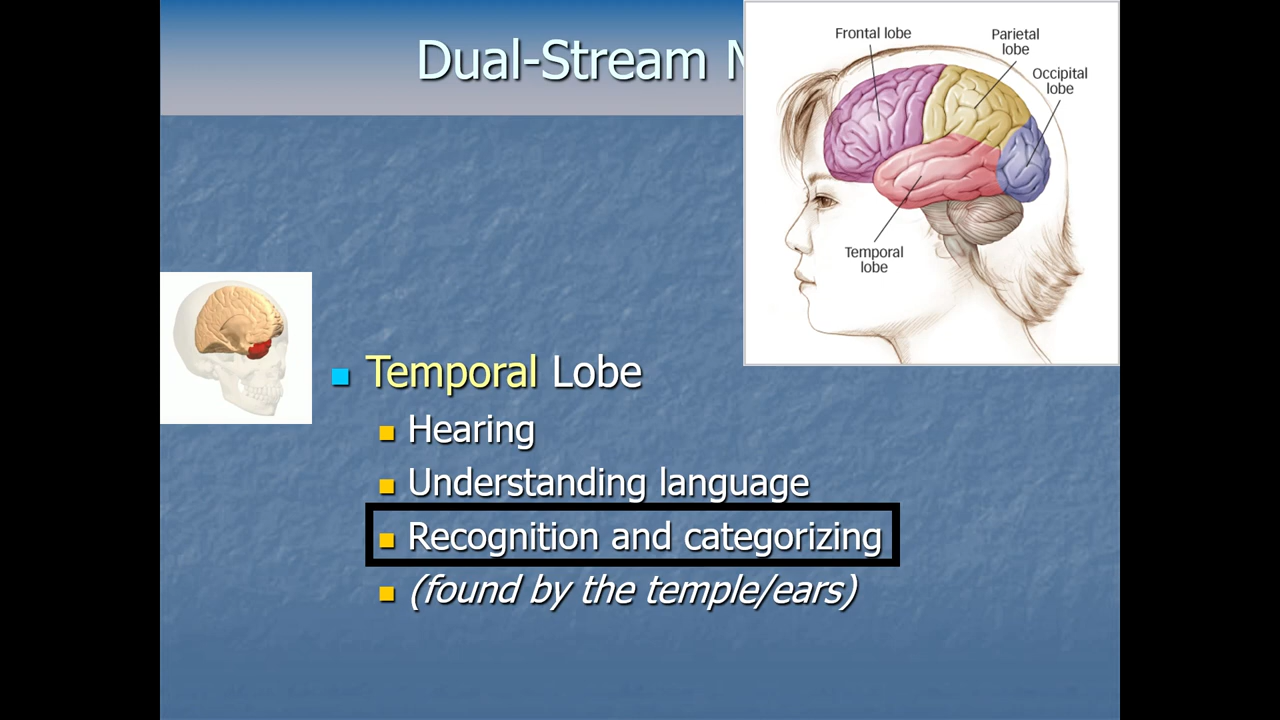 Dual-Stream
Frontal lobe
Parietal
lobe
Occipital
lobe
Temporal
lobe
Temporal Lobe
Hearing
Understanding language
Recognition and categorizing
(found by the temple/ears)